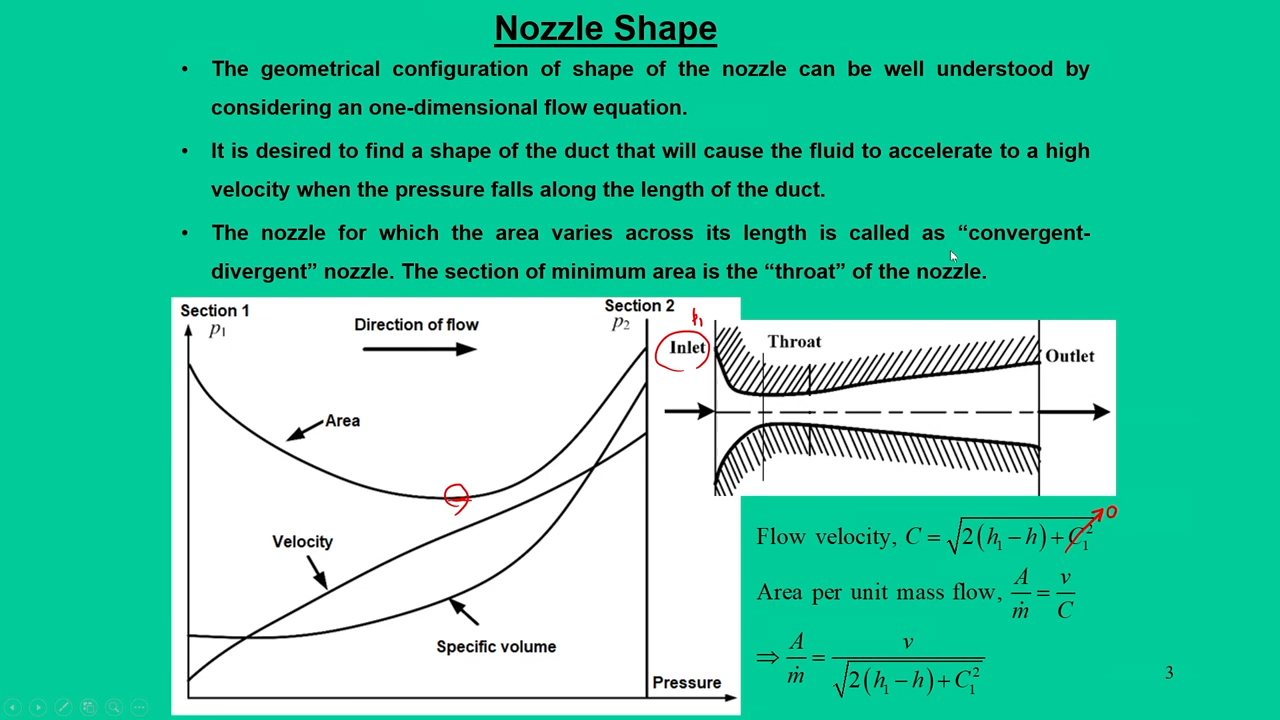 Nozzle Shape
• The geometrical configuration of shape of the nozzle can be well understood by
considering an one-dimensional flow equation.
• It is desired to find a shape of the duct that will cause the fluid to accelerate to a high
velocity when the pressure falls along the length of the duct.
• The nozzle for which the area varies across its length is called as “convergent-
divergent” nozzle. The section of minimum area is the “throat” of the nozzle.
Section 1
p₁
Direction of flow
Section 2
p₂
Area
Velocity
Specific volume
Pressure
p₁
Inlet
Throat
Outlet
Flow velocity, C = √(2(h₁ − h) + C₁²) 0
Area per unit mass flow, A/ṁ = v/C
⇒ A/ṁ = v/√(2(h₁ − h) + C₁²)
3